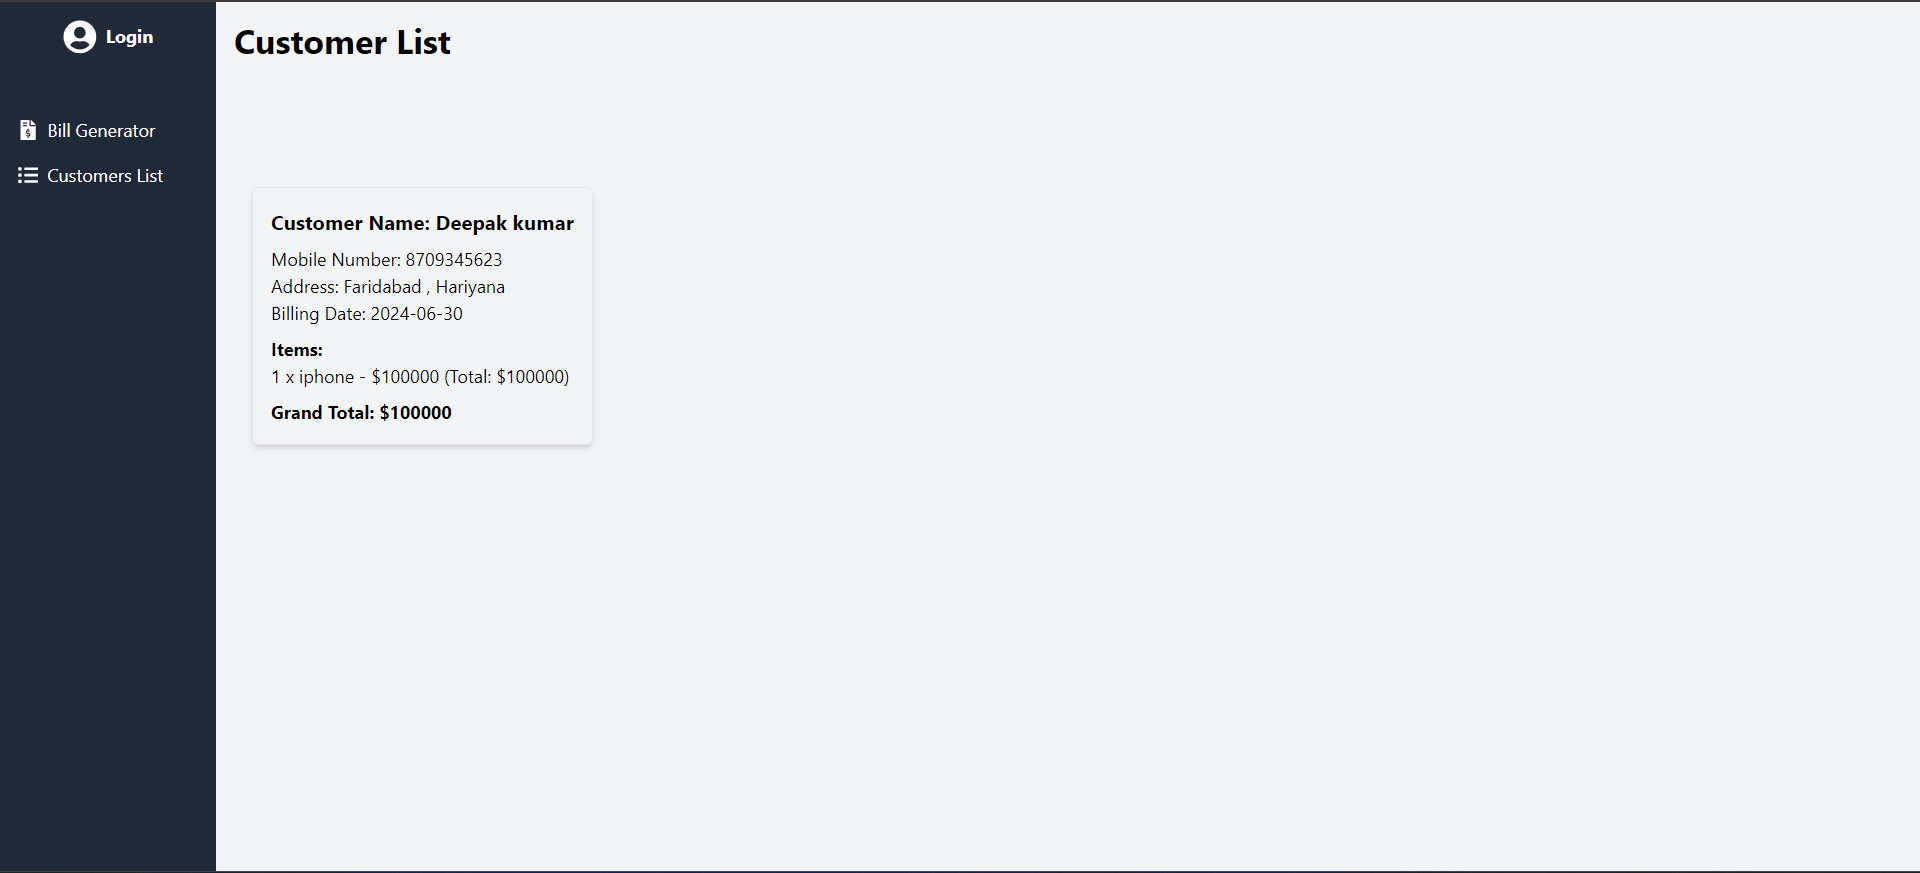 Login
Bill Generator
Customers List
Customer List
Customer Name: Deepak kumar
Mobile Number: 8709345623
Address: Faridabad , Hariyana
Billing Date: 2024-06-30
Items:
1 x iphone - $100000 (Total: $100000)
Grand Total: $100000